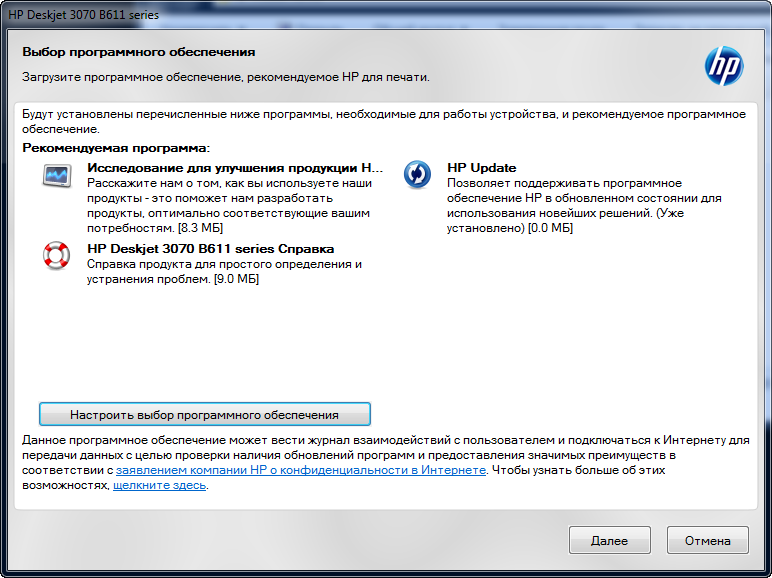 HP Deskjet 3070 B611 series
Выбор программного обеспечения
Загрузите программное обеспечение, рекомендуемое HP для печати.
hp
Будут установлены перечисленные ниже программы, необходимые для работы устройства, и рекомендуемое программное
обеспечение.
Рекомендуемая программа:
Исследование для улучшения продукции H...
Расскажите нам о том, как вы используете наши
продукты - это поможет нам разработать
продукты, оптимально соответствующие вашим
потребностям. [8.3 МБ]
HP Update
Позволяет поддерживать программное
обеспечение HP в обновленном состоянии для
использования новейших решений. (Уже
установлено) [0.0 МБ]
HP Deskjet 3070 B611 series Справка
Справка продукта для простого определения и
устранения проблем. [9.0 МБ]
Настроить выбор программного обеспечения
Данное программное обеспечение может вести журнал взаимодействий с пользователем и подключаться к Интернету для
передачи данных с целью проверки наличия обновлений программ и предоставления значимых преимуществ в
соответствии с заявлением компании HP о конфиденциальности в Интернете. Чтобы узнать больше об этих
возможностях, щелкните здесь.
Далее
Отмена